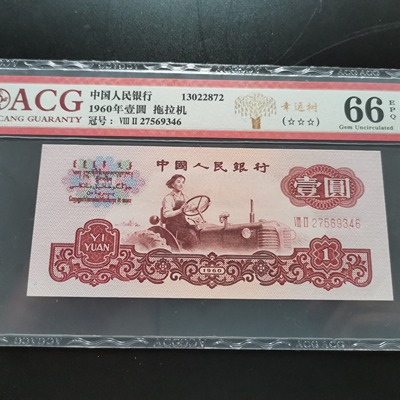 ACG
CANG GUARANTY
中国人民银行 13022872
1960年壹圆 拖拉机
冠号: VIII II 27569346
幸运树
(☆☆☆)
66 EPQ
Gem Uncirculated
中國人民銀行
壹圓
VIII II 27569346
YI
YUAN
1960
1